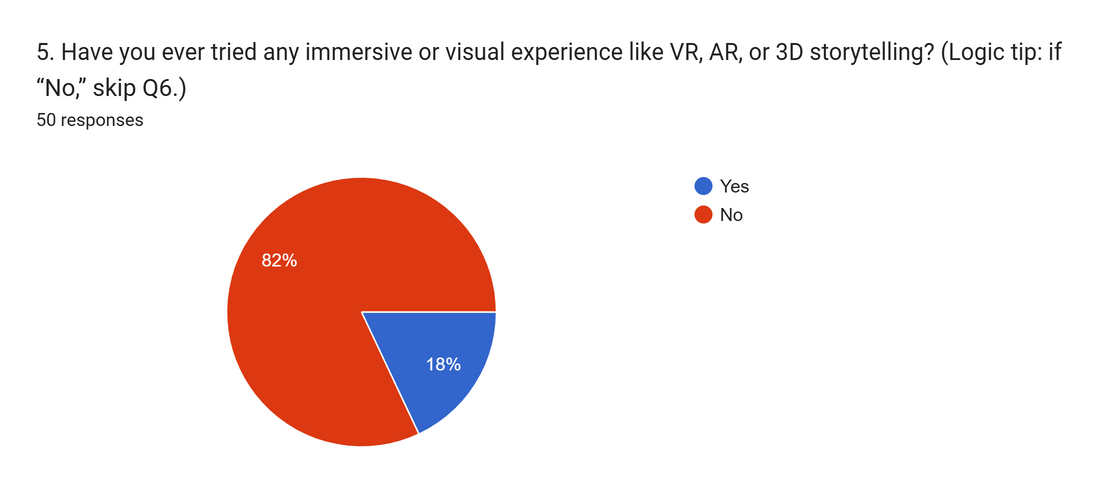 5. Have you ever tried any immersive or visual experience like VR, AR, or 3D storytelling? (Logic tip: if
“No,” skip Q6.)
50 responses
Yes
No
82%
18%